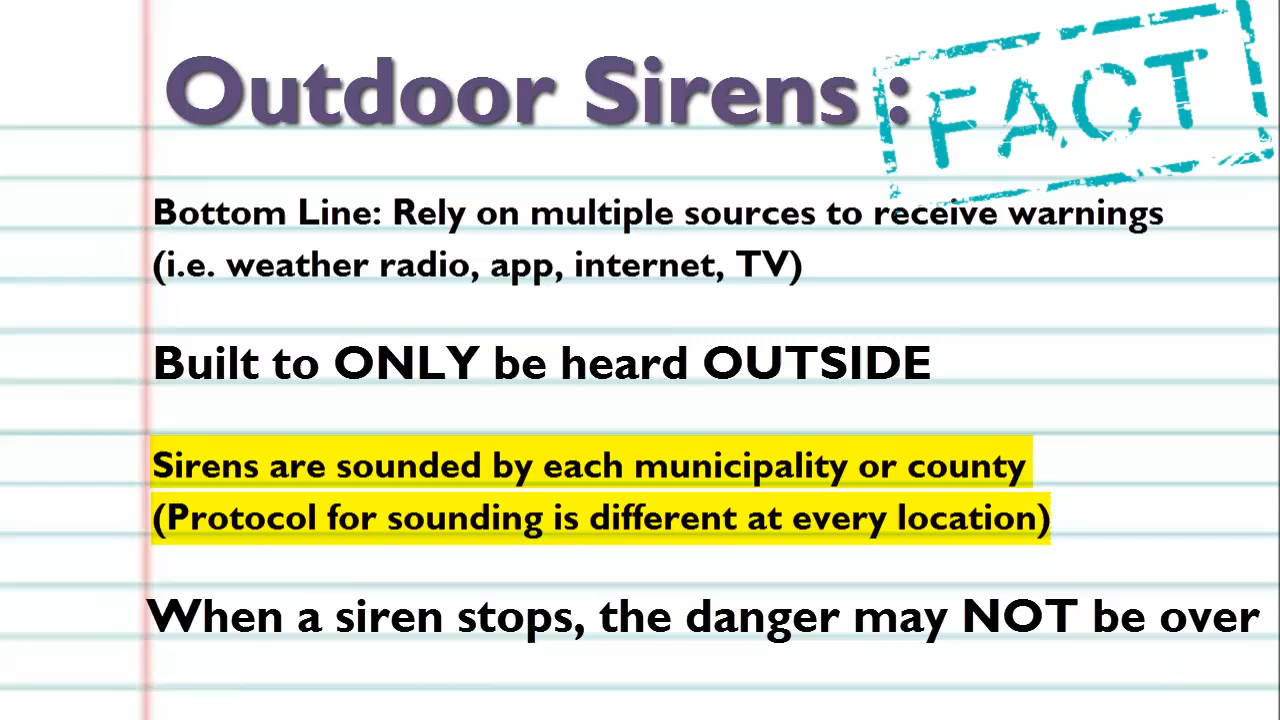 Outdoor Sirens :
FACT
Bottom Line: Rely on multiple sources to receive warnings
(i.e. weather radio, app, internet, TV)
Built to ONLY be heard OUTSIDE
Sirens are sounded by each municipality or county
(Protocol for sounding is different at every location)
When a siren stops, the danger may NOT be over